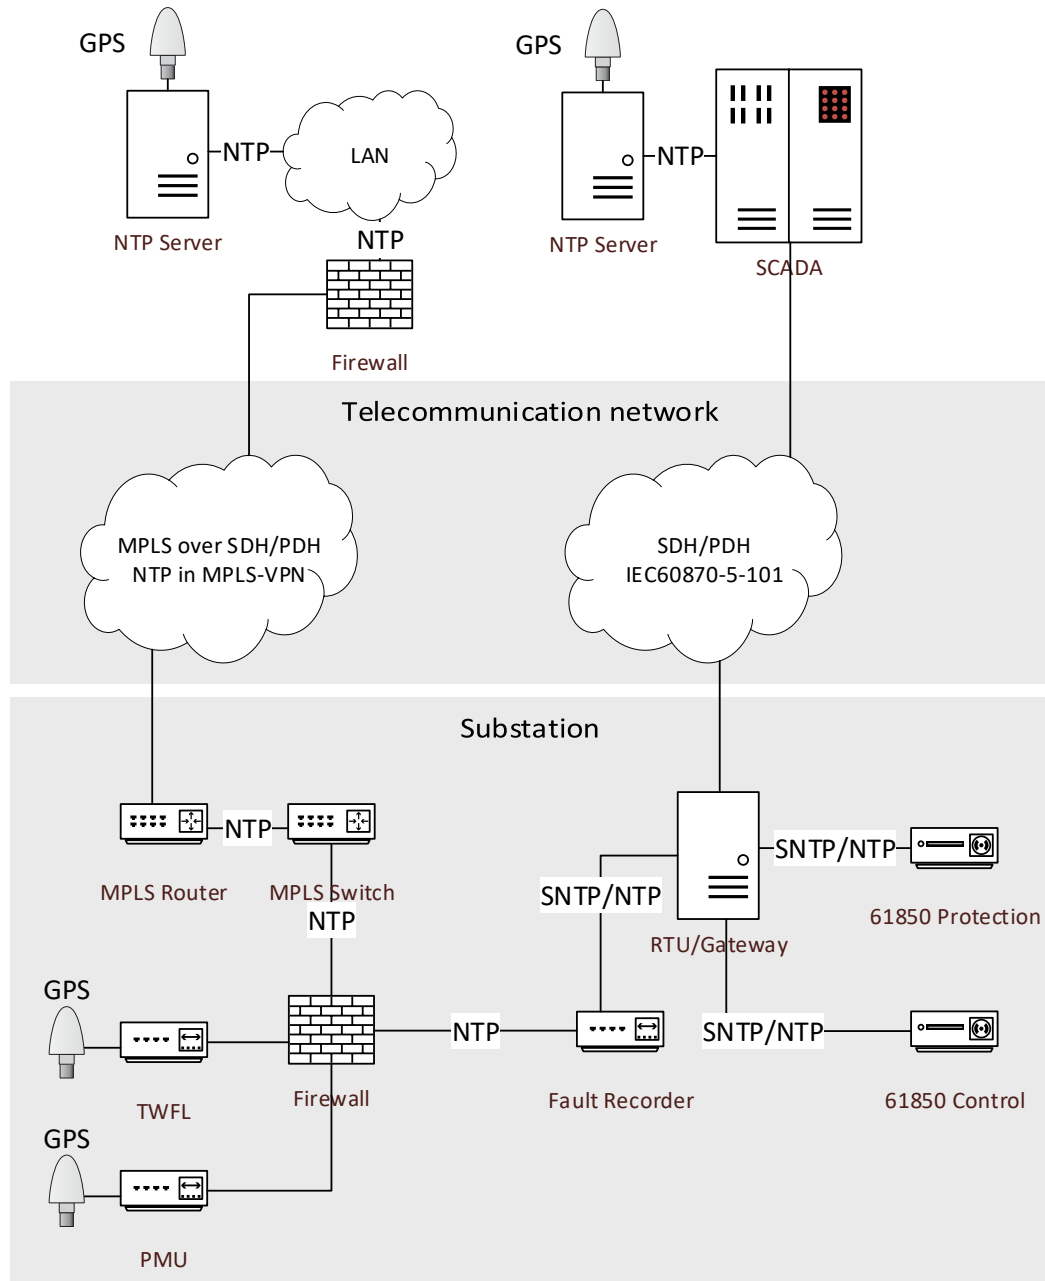 GPS
GPS
NTP
LAN
NTP
NTP Server
NTP
NTP Server
SCADA
Firewall
Telecommunication network
MPLS over SDH/PDH
NTP in MPLS-VPN
SDH/PDH
IEC60870-5-101
Substation
NTP
SNTP/NTP
MPLS Router
MPLS Switch
SNTP/NTP
NTP
61850 Protection
RTU/Gateway
GPS
NTP
SNTP/NTP
Firewall
TWFL
Fault Recorder
61850 Control
GPS
PMU